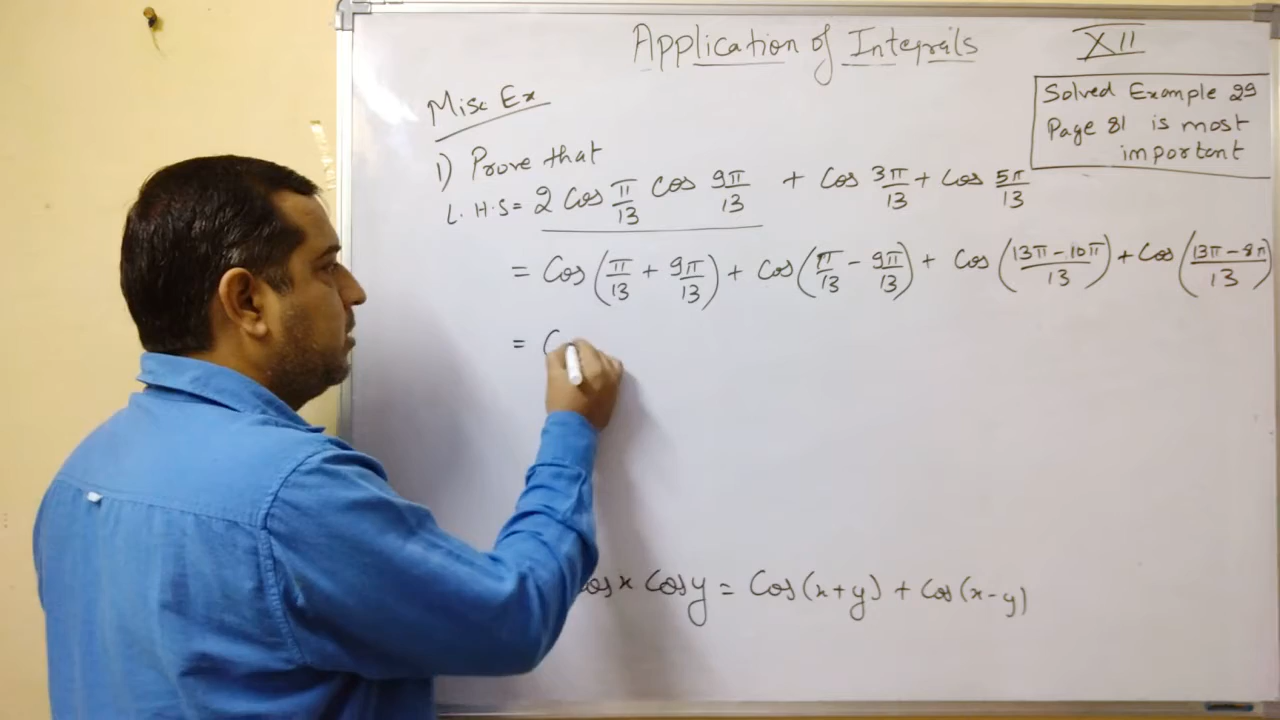 Application of Integrals
XII
Solved Example 29
Page 81 is most
important
Misc Ex
1) Prove that
L.H.S = 2 Cos π/13 Cos 9π/13 + Cos 3π/13 + Cos 5π/13
= Cos (π/13 + 9π/13) + Cos (π/13 - 9π/13) + Cos (13π-10π/13) + Cos (13π-8π/13)
= C
x Cosy = Cos(x+y) + Cos(x-y)